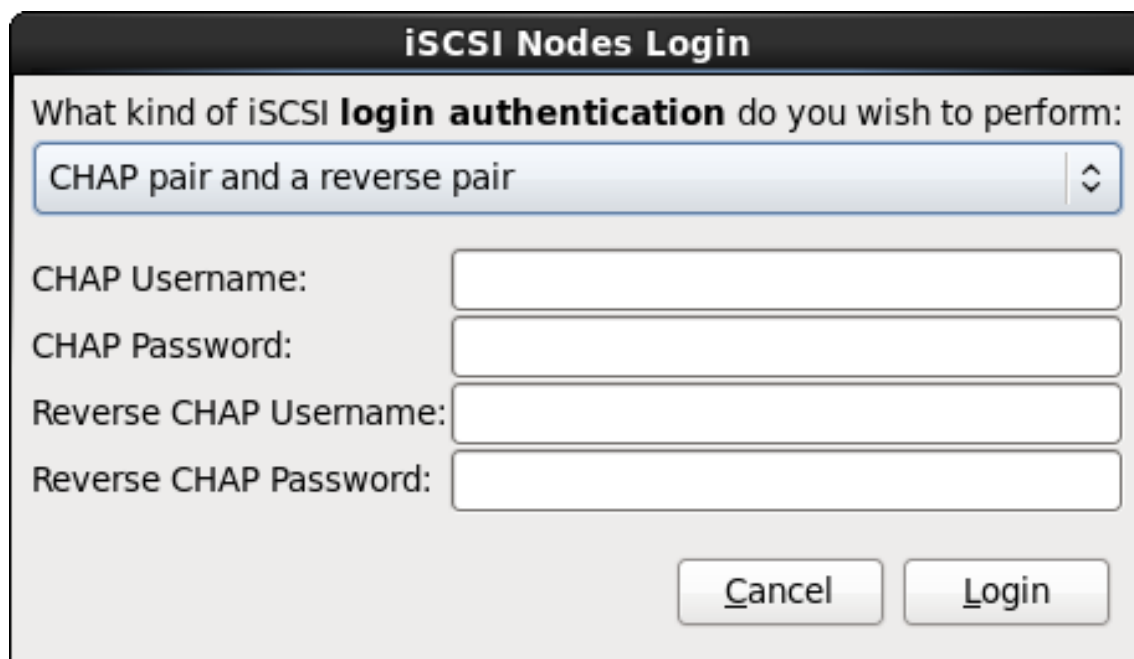 iSCSI Nodes Login
What kind of iSCSI login authentication do you wish to perform:
CHAP pair and a reverse pair
CHAP Username:
CHAP Password:
Reverse CHAP Username:
Reverse CHAP Password:
Cancel Login